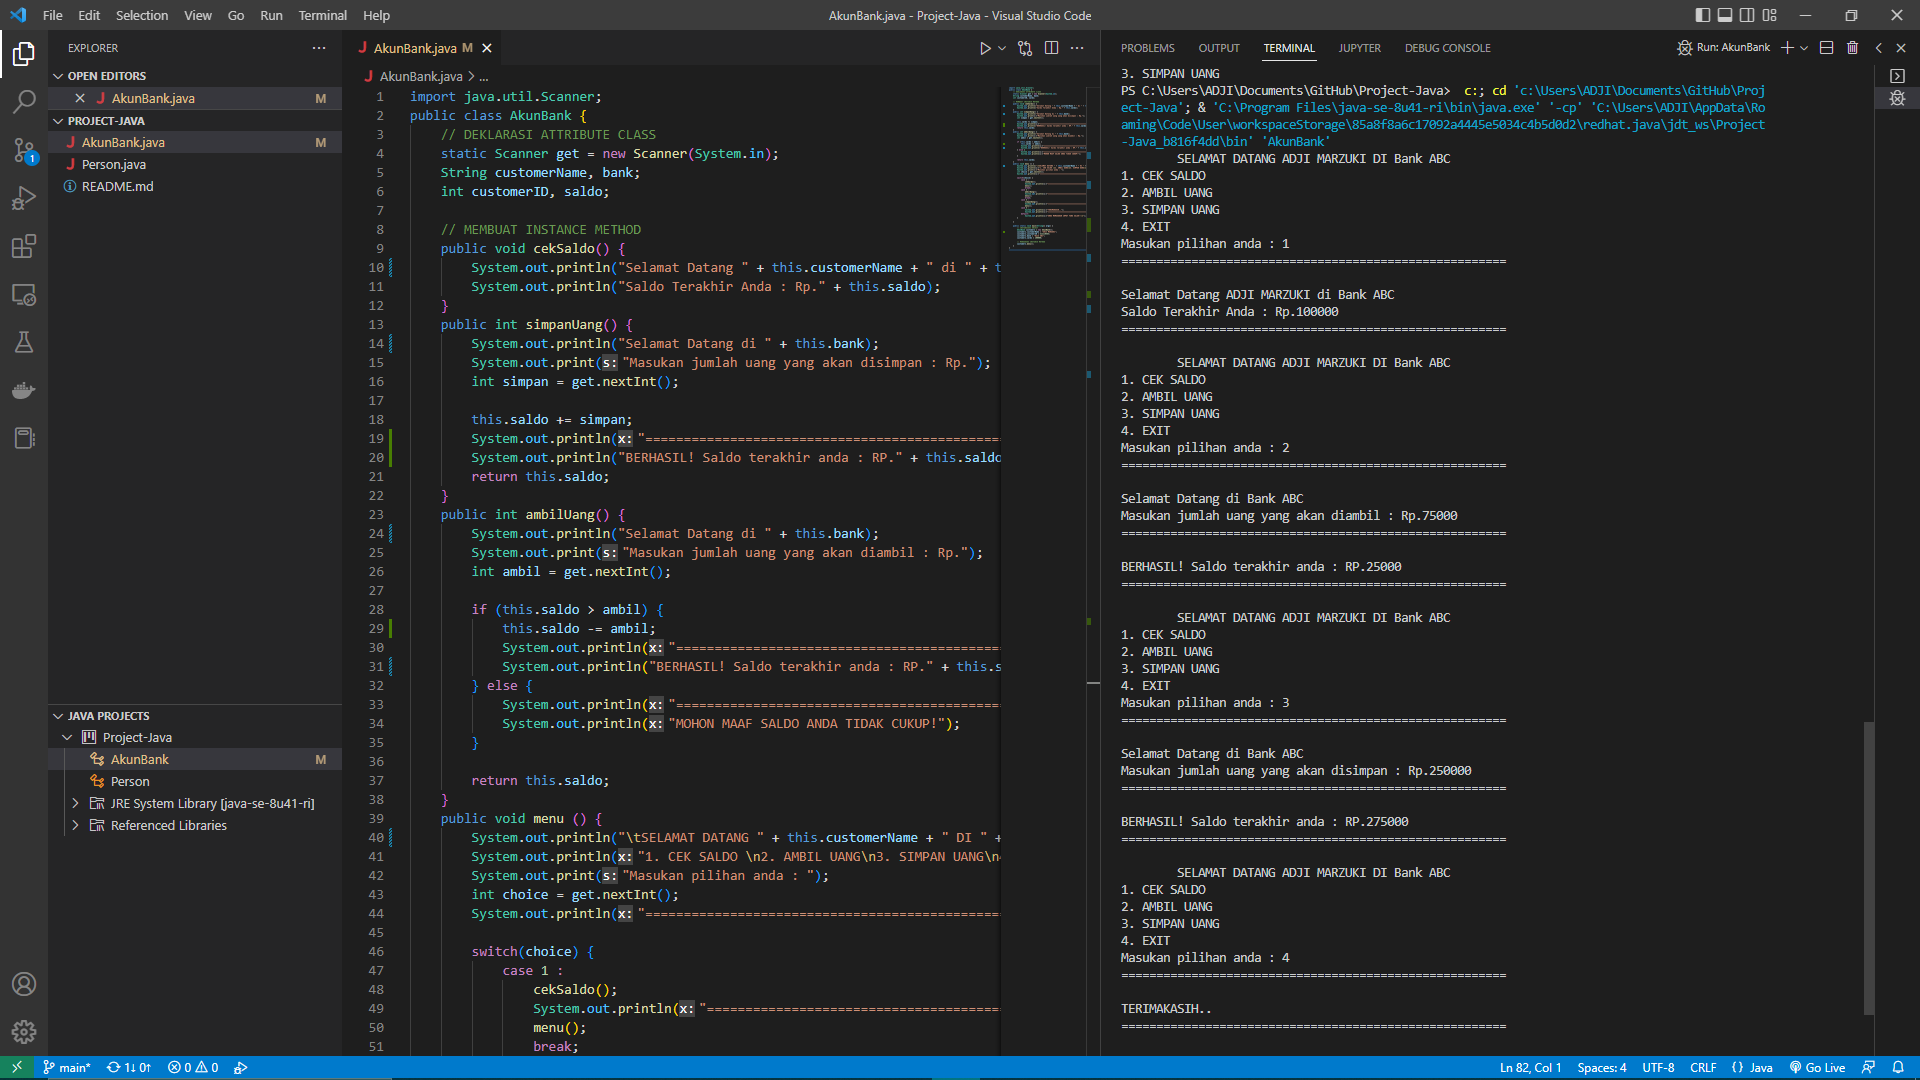 File Edit Selection View Go Run Terminal Help
AkunBank.java - Project-Java - Visual Studio Code
EXPLORER
OPEN EDITORS
AkunBank.java M
PROJECT-JAVA
AkunBank.java M
Person.java
README.md
JAVA PROJECTS
Project-Java
AkunBank M
Person
JRE System Library [java-se-8u41-ri]
Referenced Libraries
AkunBank.java M
AkunBank.java > ...
1 import java.util.Scanner;
2 public class AkunBank {
3 // DEKLARASI ATTRIBUTE CLASS
4 static Scanner get = new Scanner(System.in);
5 String customerName, bank;
6 int customerID, saldo;
7
8 // MEMBUAT INSTANCE METHOD
9 public void cekSaldo() {
10 System.out.println("Selamat Datang " + this.customerName + " di " + t
11 System.out.println("Saldo Terakhir Anda : Rp." + this.saldo);
12 }
13 public int simpanUang() {
14 System.out.println("Selamat Datang di " + this.bank);
15 System.out.print(s: "Masukan jumlah uang yang akan disimpan : Rp.");
16 int simpan = get.nextInt();
17
18 this.saldo += simpan;
19 System.out.println(x: "===============================================
20 System.out.println("BERHASIL! Saldo terakhir anda : RP." + this.saldo
21 return this.saldo;
22 }
23 public int ambilUang() {
24 System.out.println("Selamat Datang di " + this.bank);
25 System.out.print(s: "Masukan jumlah uang yang akan diambil : Rp.");
26 int ambil = get.nextInt();
27
28 if (this.saldo > ambil) {
29 this.saldo -= ambil;
30 System.out.println(x: "===========================================
31 System.out.println("BERHASIL! Saldo terakhir anda : RP." + this.s
32 } else {
33 System.out.println(x: "===========================================
34 System.out.println(x: "MOHON MAAF SALDO ANDA TIDAK CUKUP!");
35 }
36
37 return this.saldo;
38 }
39 public void menu () {
40 System.out.println("\tSELAMAT DATANG " + this.customerName + " DI " +
41 System.out.println(x: "1. CEK SALDO \n2. AMBIL UANG\n3. SIMPAN UANG\n4
42 System.out.print(s: "Masukan pilihan anda : ");
43 int choice = get.nextInt();
44 System.out.println(x: "===============================================
45
46 switch(choice) {
47 case 1 :
48 cekSaldo();
49 System.out.println(x: "=======================================
50 menu();
51 break;
PROBLEMS OUTPUT TERMINAL JUPYTER DEBUG CONSOLE
Run: AkunBank
3. SIMPAN UANG
PS C:\Users\ADJI\Documents\GitHub\Project-Java> c:; cd 'c:\Users\ADJI\Documents\GitHub\Proj
ect-Java'; & 'C:\Program Files\java-se-8u41-ri\bin\java.exe' '-cp' 'C:\Users\ADJI\AppData\Ro
aming\Code\User\workspaceStorage\85a8f8a6c17092a4445e5034c4b5d0d2\redhat.java\jdt_ws\Project
-Java_b816f4dd\bin' 'AkunBank'
SELAMAT DATANG ADJI MARZUKI DI Bank ABC
1. CEK SALDO
2. AMBIL UANG
3. SIMPAN UANG
4. EXIT
Masukan pilihan anda : 1
=======================================================
Selamat Datang ADJI MARZUKI di Bank ABC
Saldo Terakhir Anda : Rp.100000
=======================================================
SELAMAT DATANG ADJI MARZUKI DI Bank ABC
1. CEK SALDO
2. AMBIL UANG
3. SIMPAN UANG
4. EXIT
Masukan pilihan anda : 2
=======================================================
Selamat Datang di Bank ABC
Masukan jumlah uang yang akan diambil : Rp.75000
=======================================================
BERHASIL! Saldo terakhir anda : RP.25000
=======================================================
SELAMAT DATANG ADJI MARZUKI DI Bank ABC
1. CEK SALDO
2. AMBIL UANG
3. SIMPAN UANG
4. EXIT
Masukan pilihan anda : 3
=======================================================
Selamat Datang di Bank ABC
Masukan jumlah uang yang akan disimpan : Rp.250000
=======================================================
BERHASIL! Saldo terakhir anda : RP.275000
=======================================================
SELAMAT DATANG ADJI MARZUKI DI Bank ABC
1. CEK SALDO
2. AMBIL UANG
3. SIMPAN UANG
4. EXIT
Masukan pilihan anda : 4
=======================================================
TERIMAKASIH..
=======================================================
main* 1↓ 0↑ 0 0
Ln 82, Col 1 Spaces: 4 UTF-8 CRLF { } Java Go Live